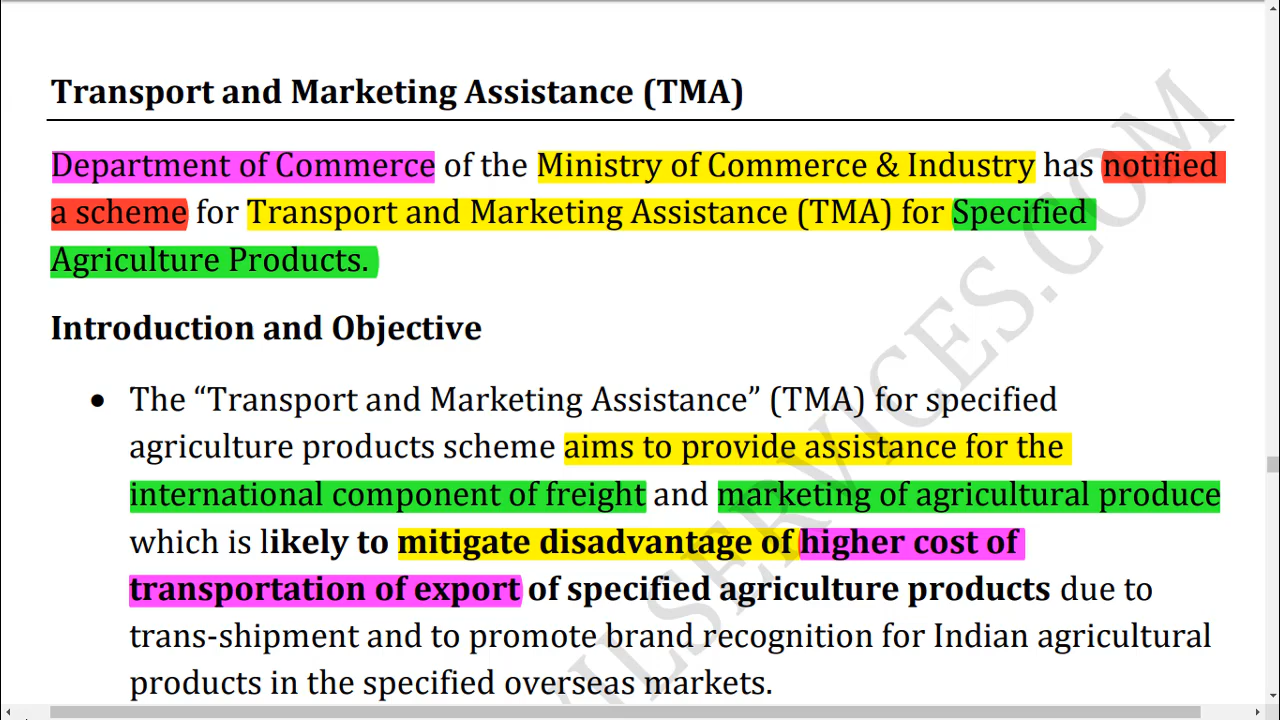 Transport and Marketing Assistance (TMA)
Department of Commerce of the Ministry of Commerce & Industry has notified
a scheme for Transport and Marketing Assistance (TMA) for Specified
Agriculture Products.
Introduction and Objective
• The “Transport and Marketing Assistance” (TMA) for specified
agriculture products scheme aims to provide assistance for the
international component of freight and marketing of agricultural produce
which is likely to mitigate disadvantage of higher cost of
transportation of export of specified agriculture products due to
trans-shipment and to promote brand recognition for Indian agricultural
products in the specified overseas markets.
ILSERVICES.COM